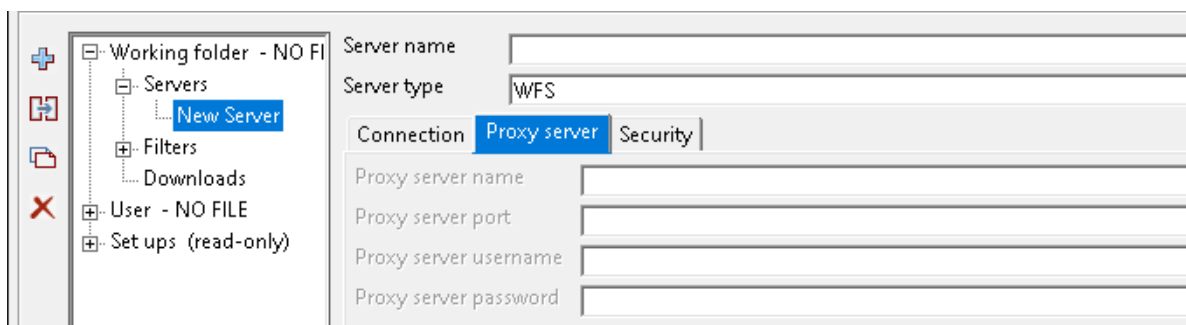 Working folder - NO FI
Servers
New Server
Filters
Downloads
User - NO FILE
Set ups (read-only)
Server name
Server type WFS
Connection Proxy server Security
Proxy server name
Proxy server port
Proxy server username
Proxy server password